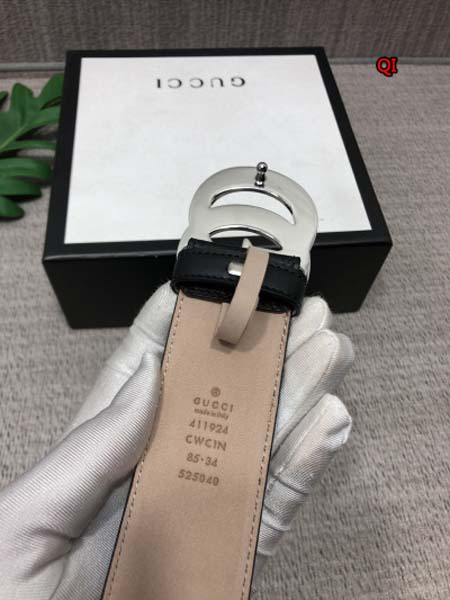 QI
GUCCI
GUCCI
made in italy
411924
CWC1N
85·34
525040